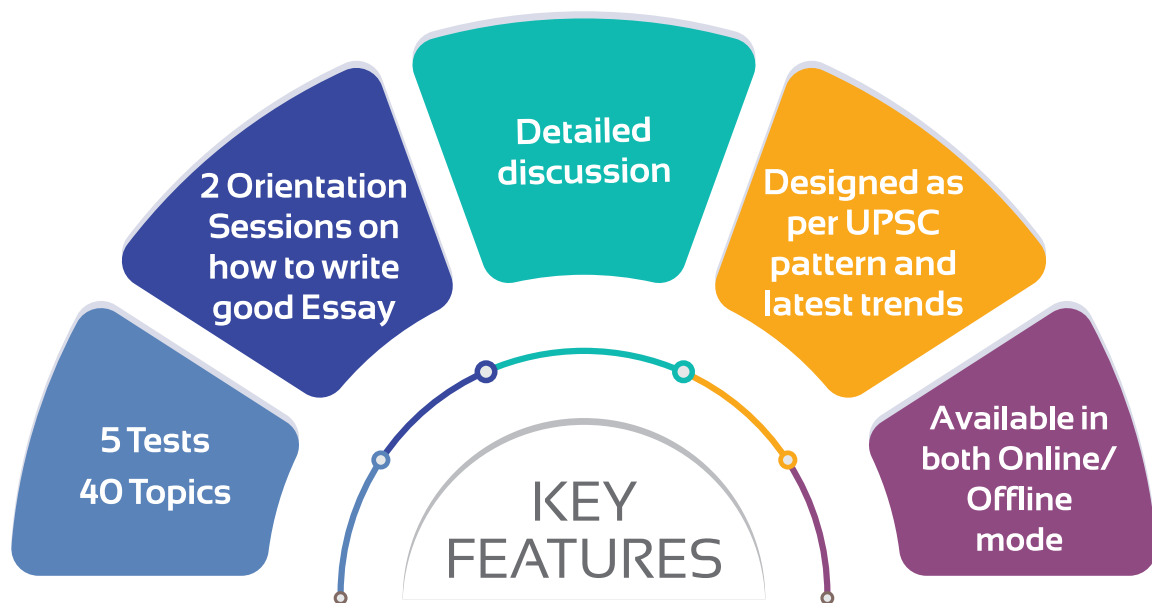 5 Tests
40 Topics
2 Orientation
Sessions on
how to write
good Essay
Detailed
discussion
Designed as
per UPSC
pattern and
latest trends
Available in
both Online/
Offline
mode
KEY
FEATURES